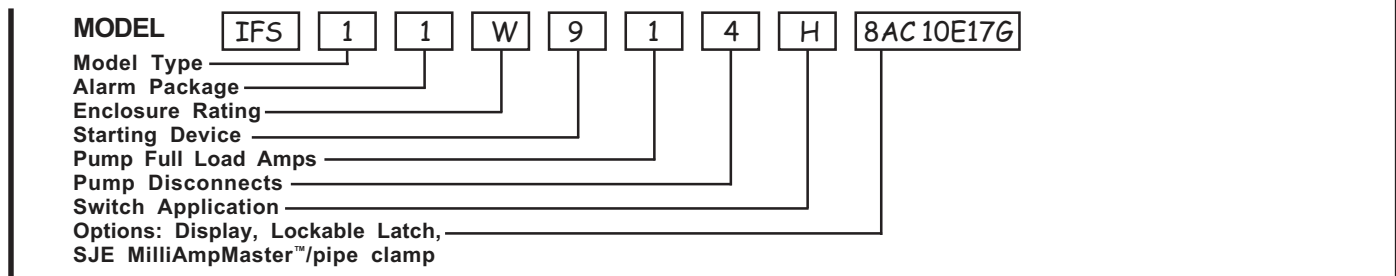 MODEL IFS 1 1 W 9 1 4 H 8AC10E17G
Model Type
Alarm Package
Enclosure Rating
Starting Device
Pump Full Load Amps
Pump Disconnects
Switch Application
Options: Display, Lockable Latch,
SJE MilliAmpMaster™/pipe clamp